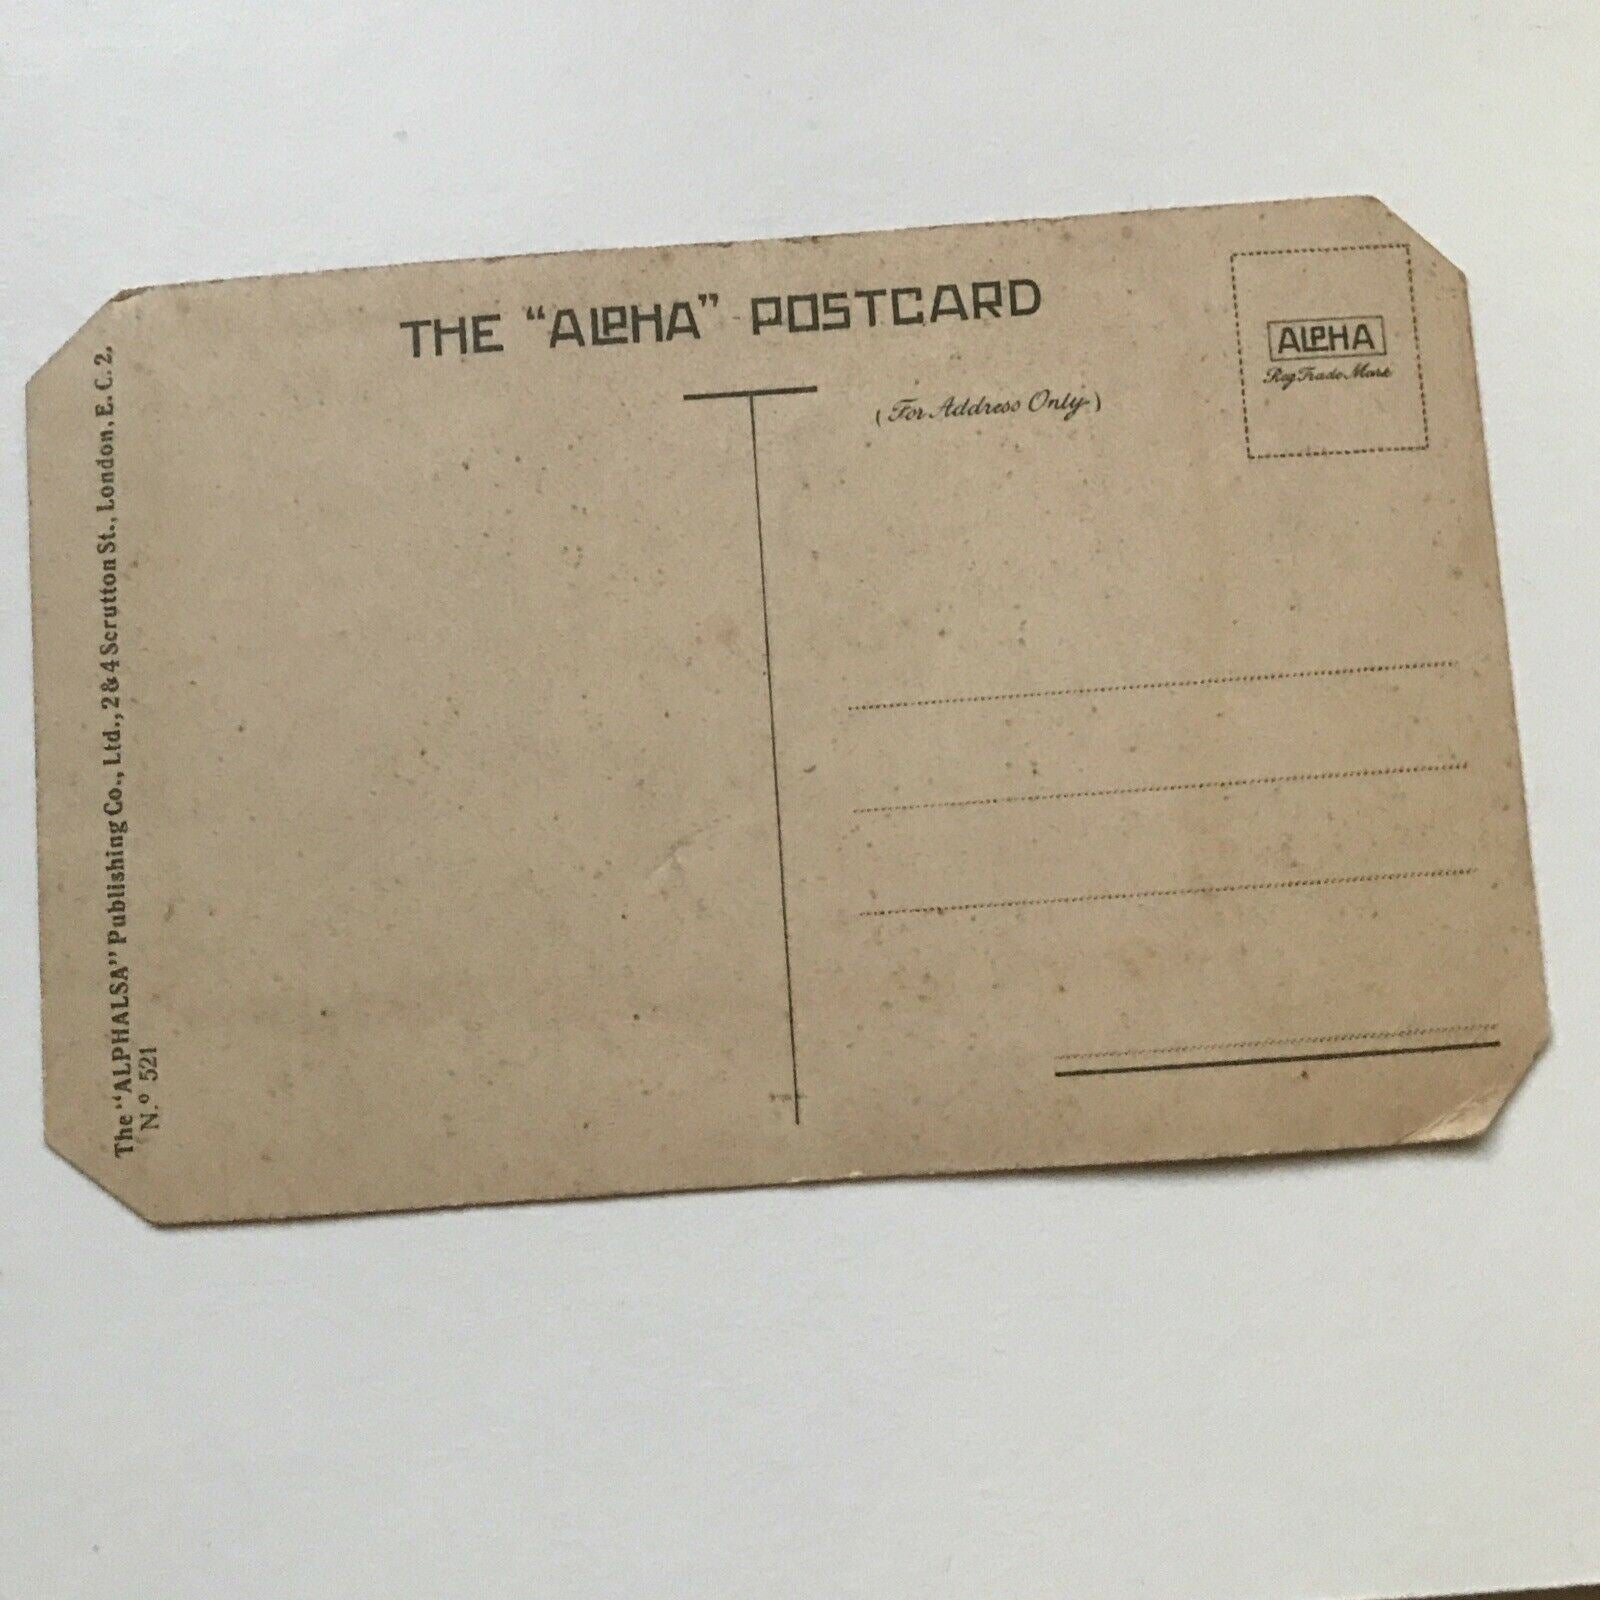 THE "ALPHA" POSTCARD
(For Address Only)
ALPHA
Reg Trade Mark
The "ALPHALSA" Publishing Co., Ltd., 2 & 4 Scrutton St., London, E. C. 2.
N.º 521